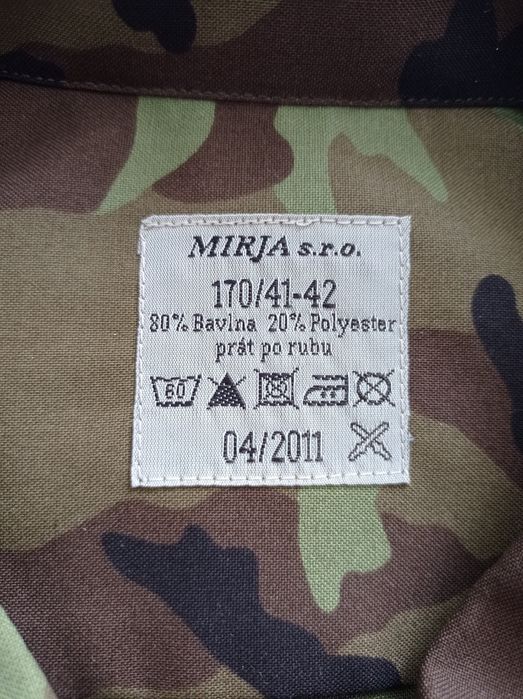 MIRJA s.r.o.
170/41-42
80% Bavlna 20% Polyester
prát po rubu
60
04/2011